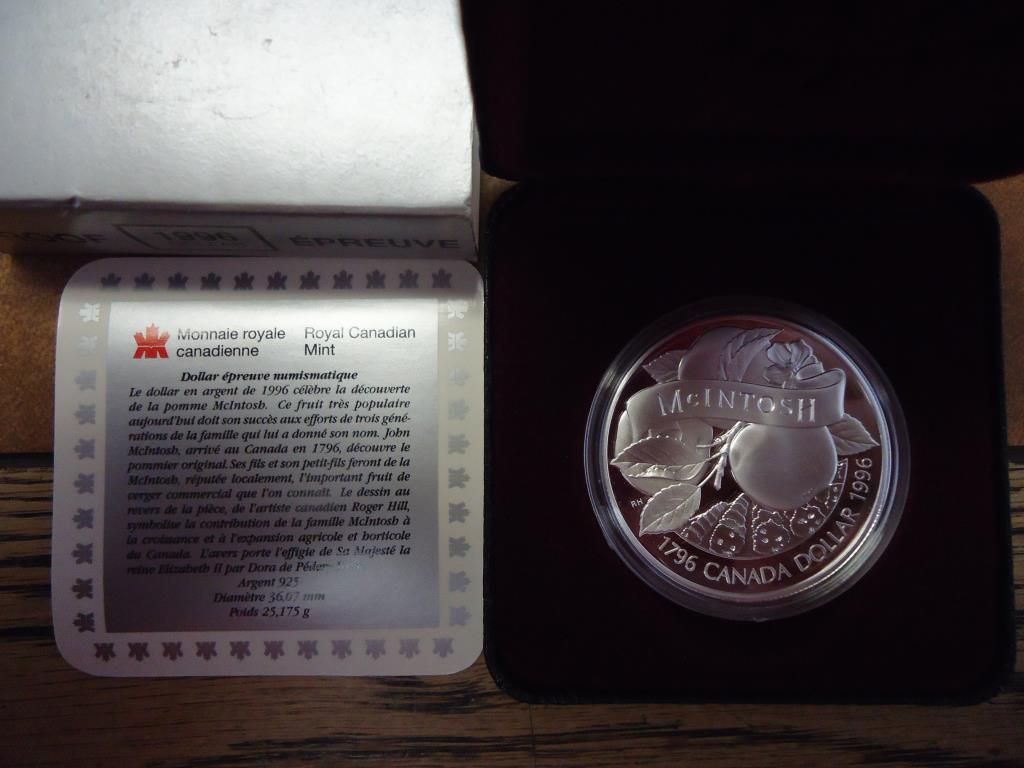 1996
ÉPREUVE
Monnaie royale canadienne
Royal Canadian Mint
Dollar épreuve numismatique
Le dollar en argent de 1996 célèbre la découverte
de la pomme McIntosh. Ce fruit très populaire
aujourd'hui doit son succès aux efforts de trois géné-
rations de la famille qui lui a donné son nom. John
McIntosh, arrivé au Canada en 1796, découvre le
pommier original. Ses fils et son petit-fils feront de la
McIntosh, réputée localement, l'important fruit de
verger commercial que l'on connaît. Le dessin au
revers de la pièce, de l'artiste canadien Roger Hill,
symbolise la contribution de la famille McIntosh à
la croissance et à l'expansion agricole et horticole
du Canada. L'avers porte l'effigie de Sa Majesté la
reine Elizabeth II par Dora de
Argent 925
Diamètre 36,07 mm
Poids 25,175 g
McINTOSH
RH
1796 CANADA DOLLAR 1996